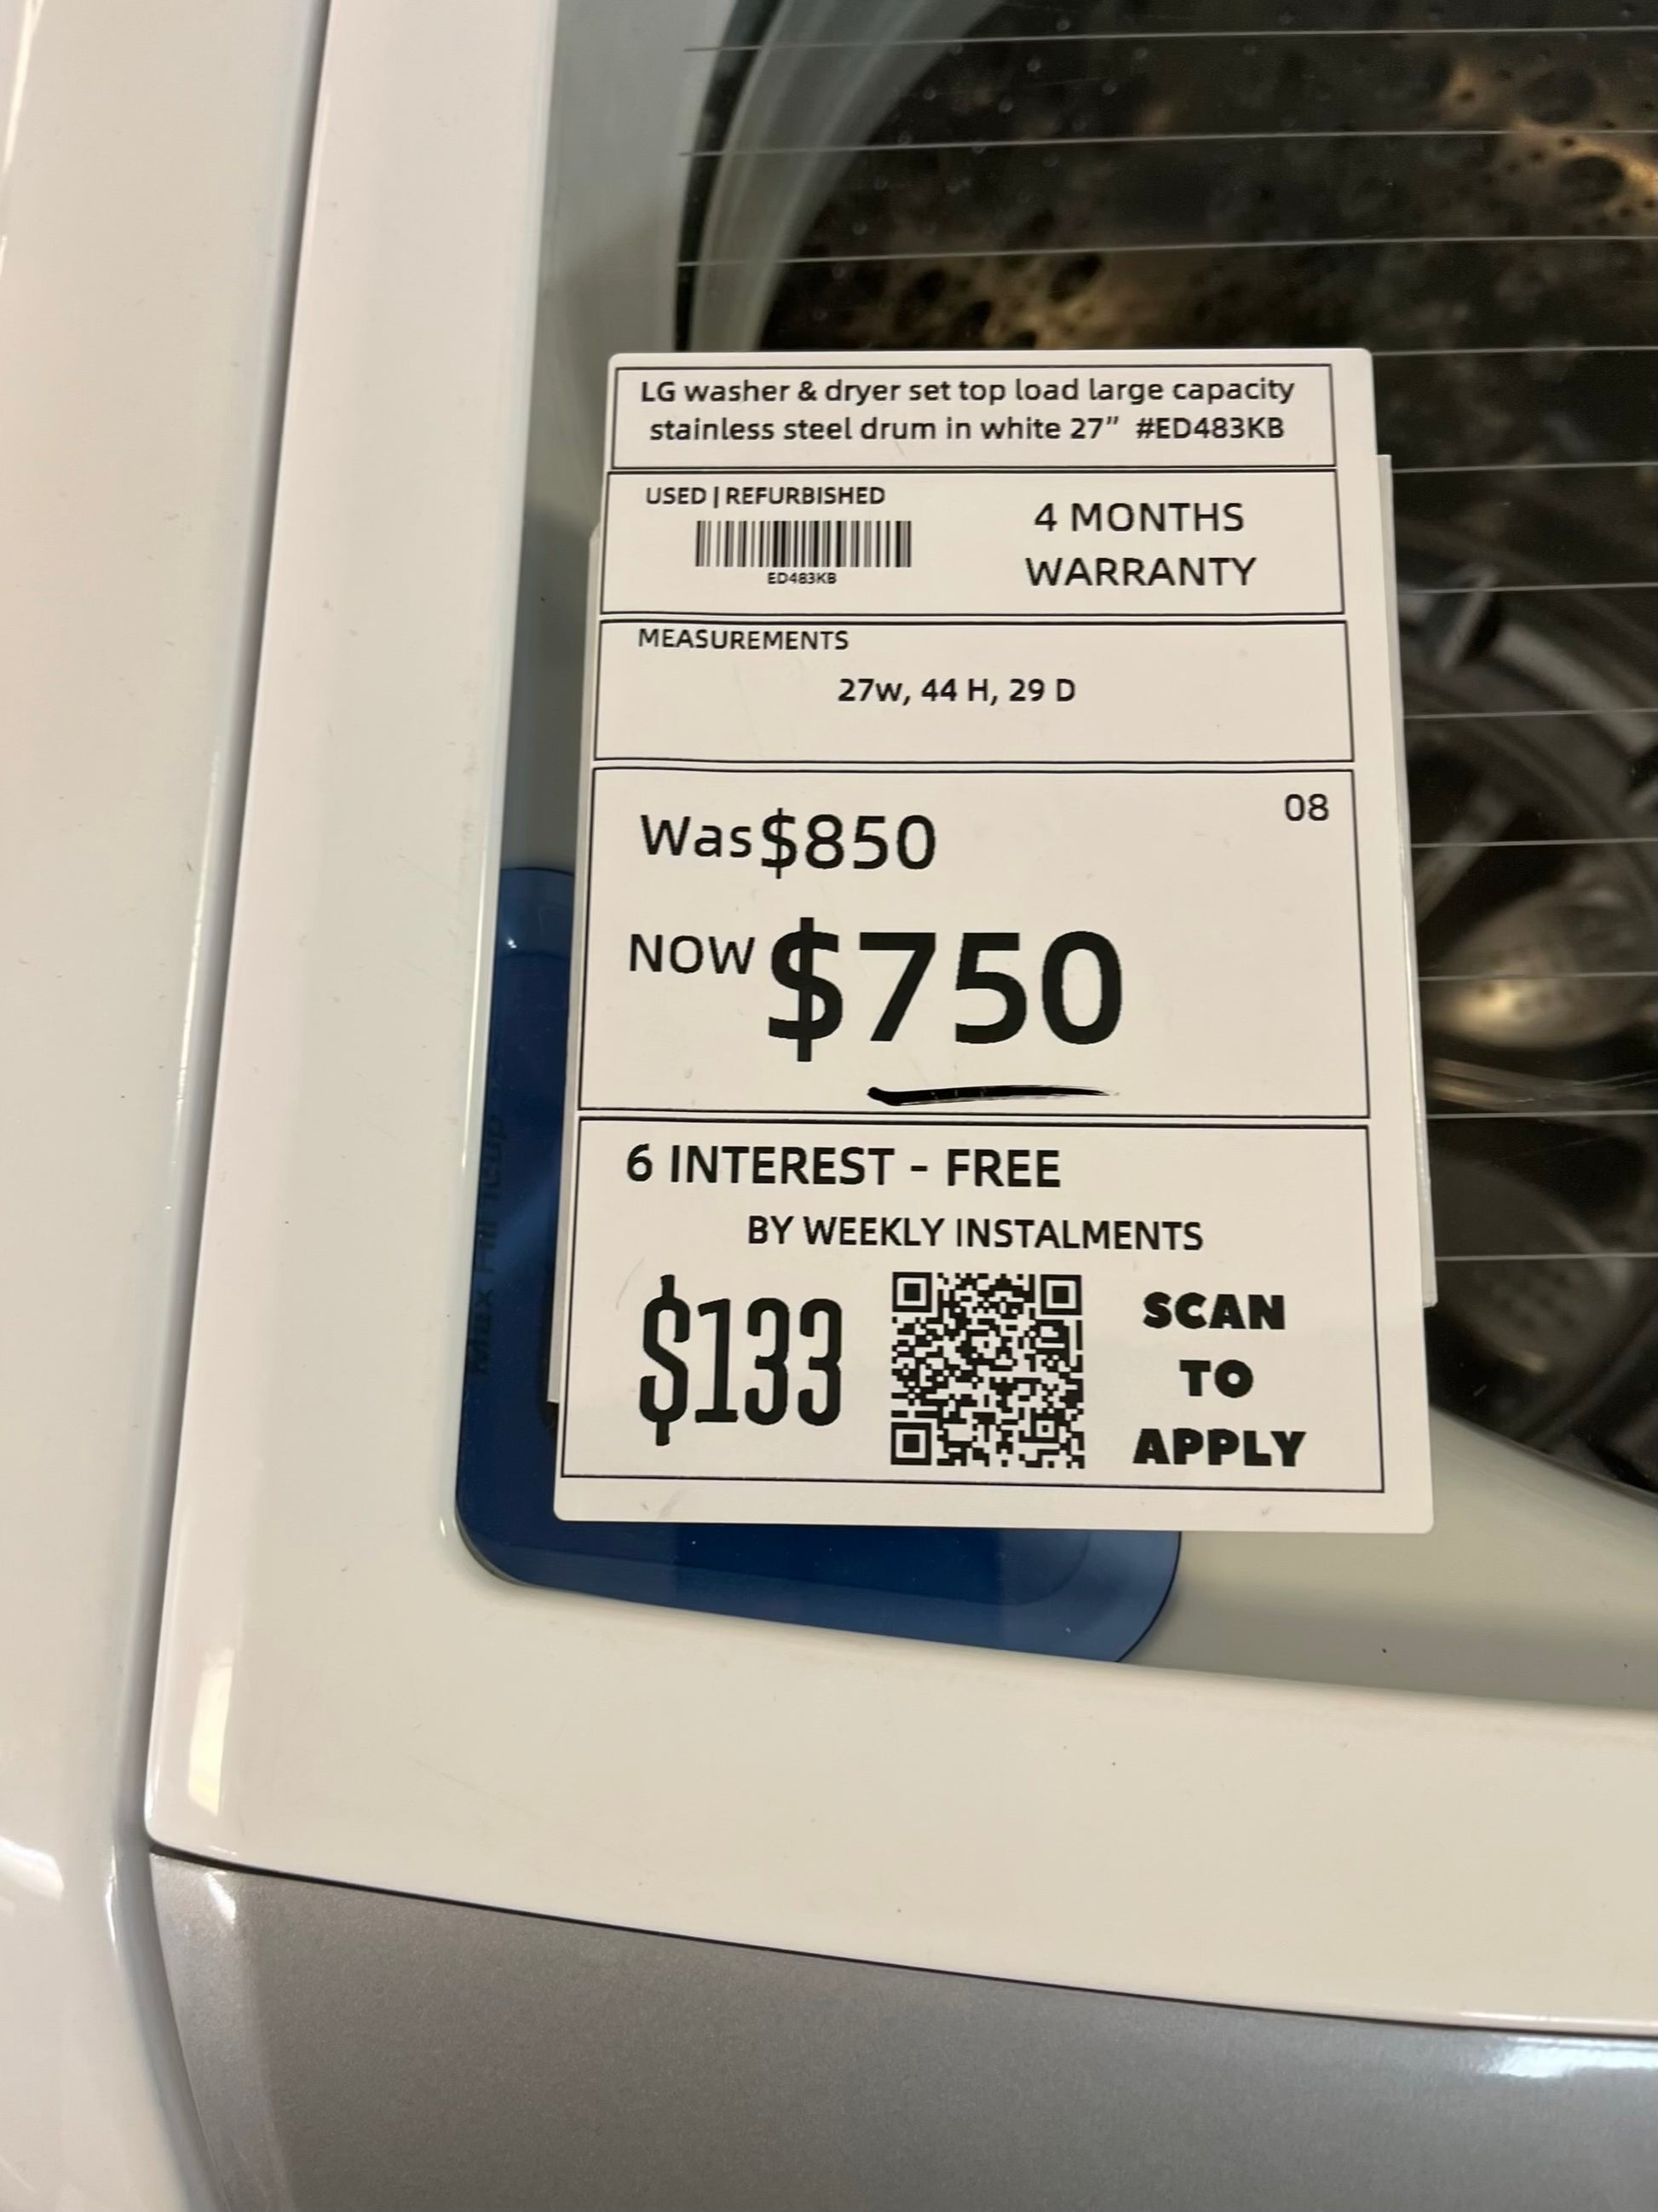 LG washer & dryer set top load large capacity
stainless steel drum in white 27” #ED483KB
USED | REFURBISHED
ED483KB
4 MONTHS
WARRANTY
MEASUREMENTS
27w, 44 H, 29 D
08
Was $850
NOW $750
6 INTEREST - FREE
BY WEEKLY INSTALMENTS
$133
SCAN
TO
APPLY
Max Fill